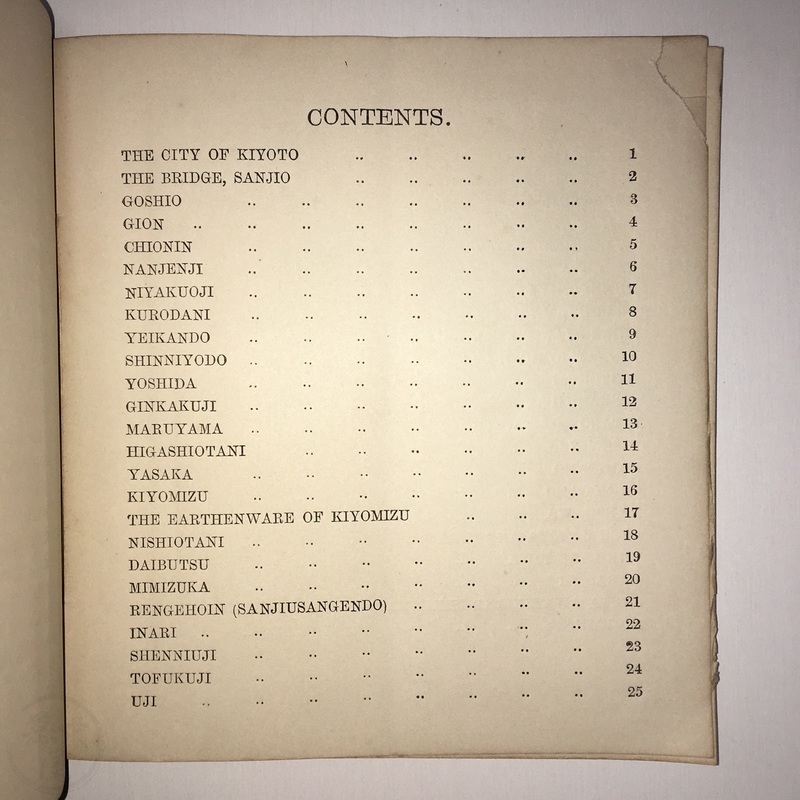 CONTENTS.
THE CITY OF KIYOTO .. .. .. .. .. 1
THE BRIDGE, SANJIO .. .. .. .. .. 2
GOSHIO .. .. .. .. .. .. .. 3
GION .. .. .. .. .. .. .. .. 4
CHIONIN .. .. .. .. .. .. .. 5
NANJENJI .. .. .. .. .. .. .. 6
NIYAKUOJI .. .. .. .. .. .. .. 7
KURODANI .. .. .. .. .. .. .. 8
YEIKANDO .. .. .. .. .. .. .. 9
SHINNIYODO .. .. .. .. .. .. .. 10
YOSHIDA .. .. .. .. .. .. .. 11
GINKAKUJI .. .. .. .. .. .. .. 12
MARUYAMA .. .. .. .. .. .. .. 13
HIGASHIOTANI .. .. .. .. .. .. 14
YASAKA .. .. .. .. .. .. .. 15
KIYOMIZU .. .. .. .. .. .. .. 16
THE EARTHENWARE OF KIYOMIZU .. .. .. 17
NISHIOTANI .. .. .. .. .. .. .. 18
DAIBUTSU .. .. .. .. .. .. .. 19
MIMIZUKA .. .. .. .. .. .. .. 20
RENGEHOIN (SANJIUSANGENDO) .. .. .. .. 21
INARI .. .. .. .. .. .. .. .. 22
SHENNIUJI .. .. .. .. .. .. .. 23
TOFUKUJI .. .. .. .. .. .. .. 24
UJI .. .. .. .. .. .. .. .. 25